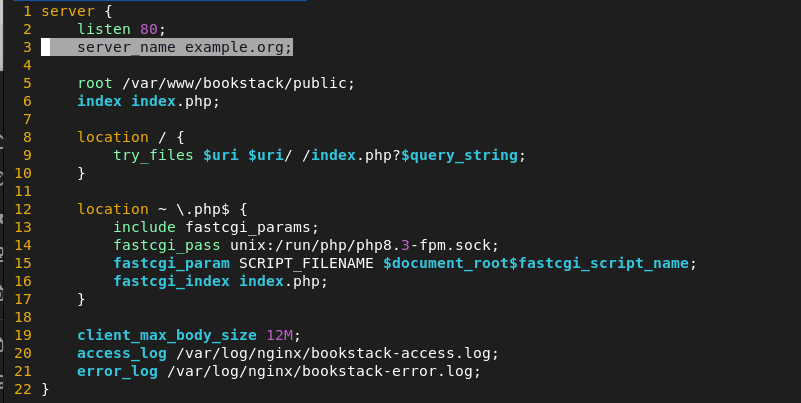 1 server {
2     listen 80;
3     server_name example.org;
4
5     root /var/www/bookstack/public;
6     index index.php;
7
8     location / {
9         try_files $uri $uri/ /index.php?$query_string;
10     }
11
12     location ~ \.php$ {
13         include fastcgi_params;
14         fastcgi_pass unix:/run/php/php8.3-fpm.sock;
15         fastcgi_param SCRIPT_FILENAME $document_root$fastcgi_script_name;
16         fastcgi_index index.php;
17     }
18
19     client_max_body_size 12M;
20     access_log /var/log/nginx/bookstack-access.log;
21     error_log /var/log/nginx/bookstack-error.log;
22 }